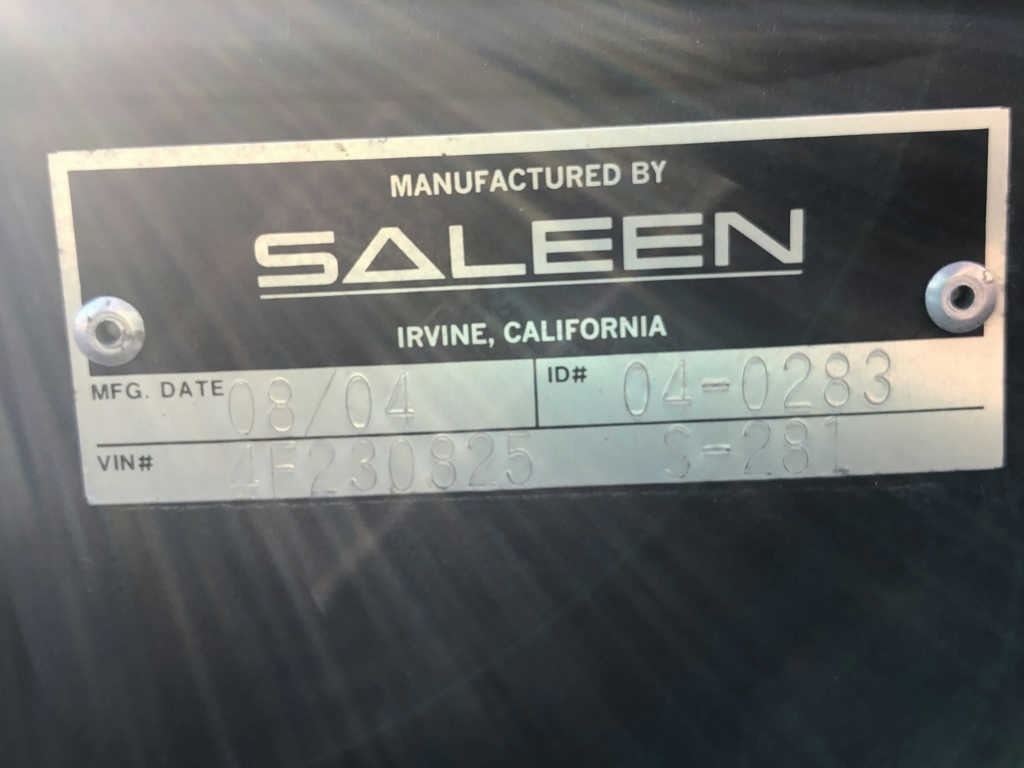 MANUFACTURED BY
SALEEN
IRVINE, CALIFORNIA
MFG. DATE 08/04 ID# 04-0283
VIN# 4F230825 S-281